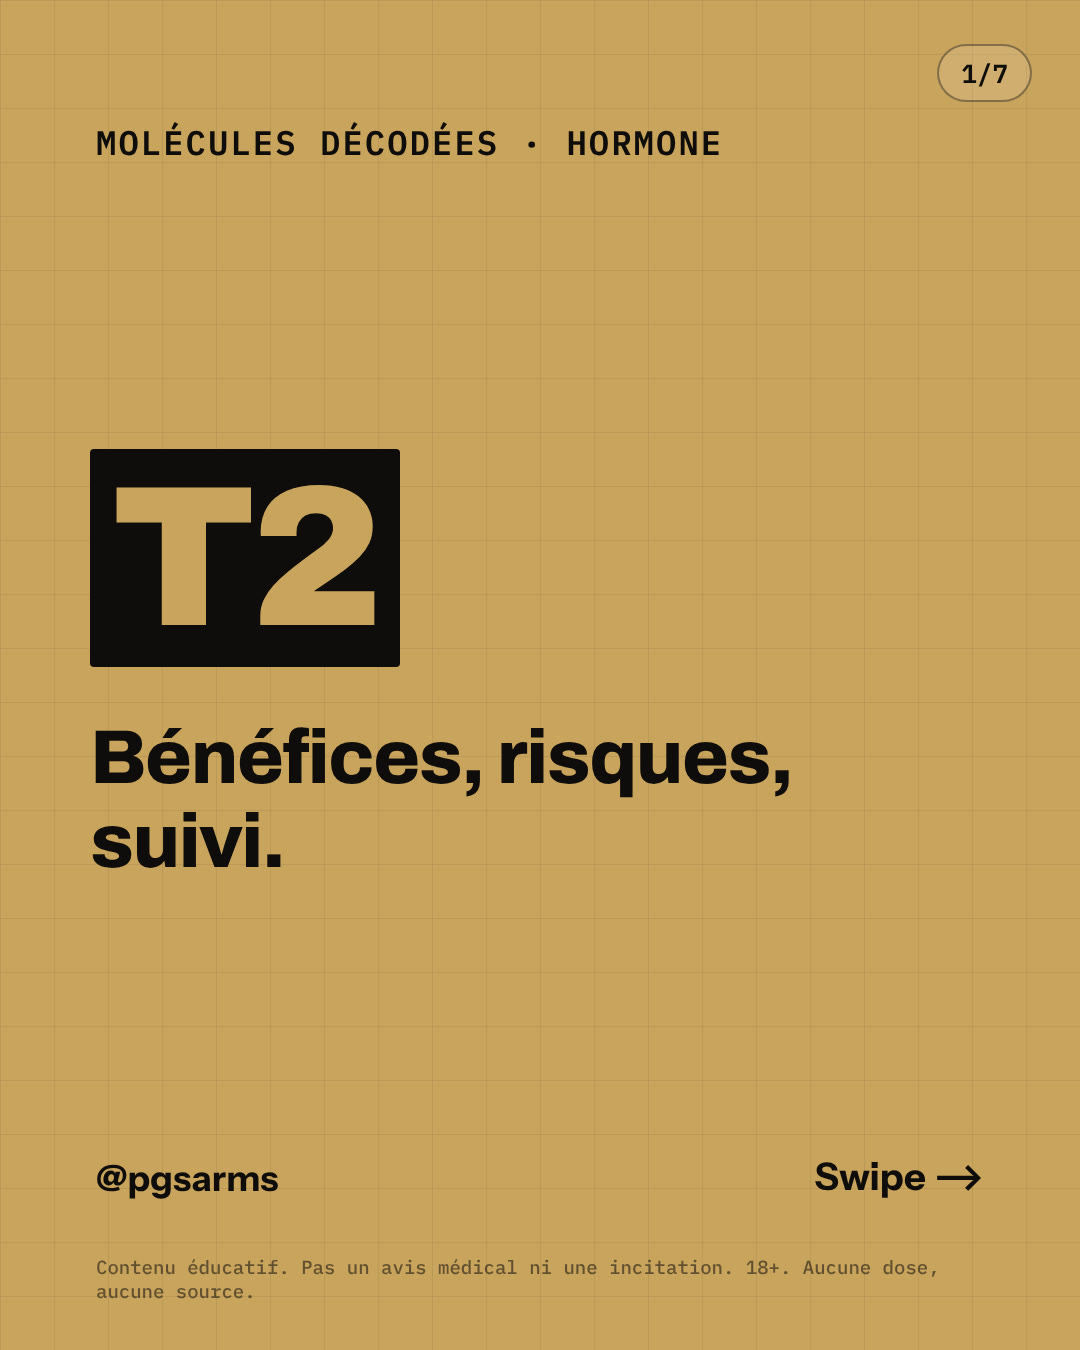 1/7
MOLÉCULES DÉCODÉES · HORMONE
T2
Bénéfices, risques,
suivi.
@pgsarms
Swipe →
Contenu éducatif. Pas un avis médical ni une incitation. 18+. Aucune dose,
aucune source.